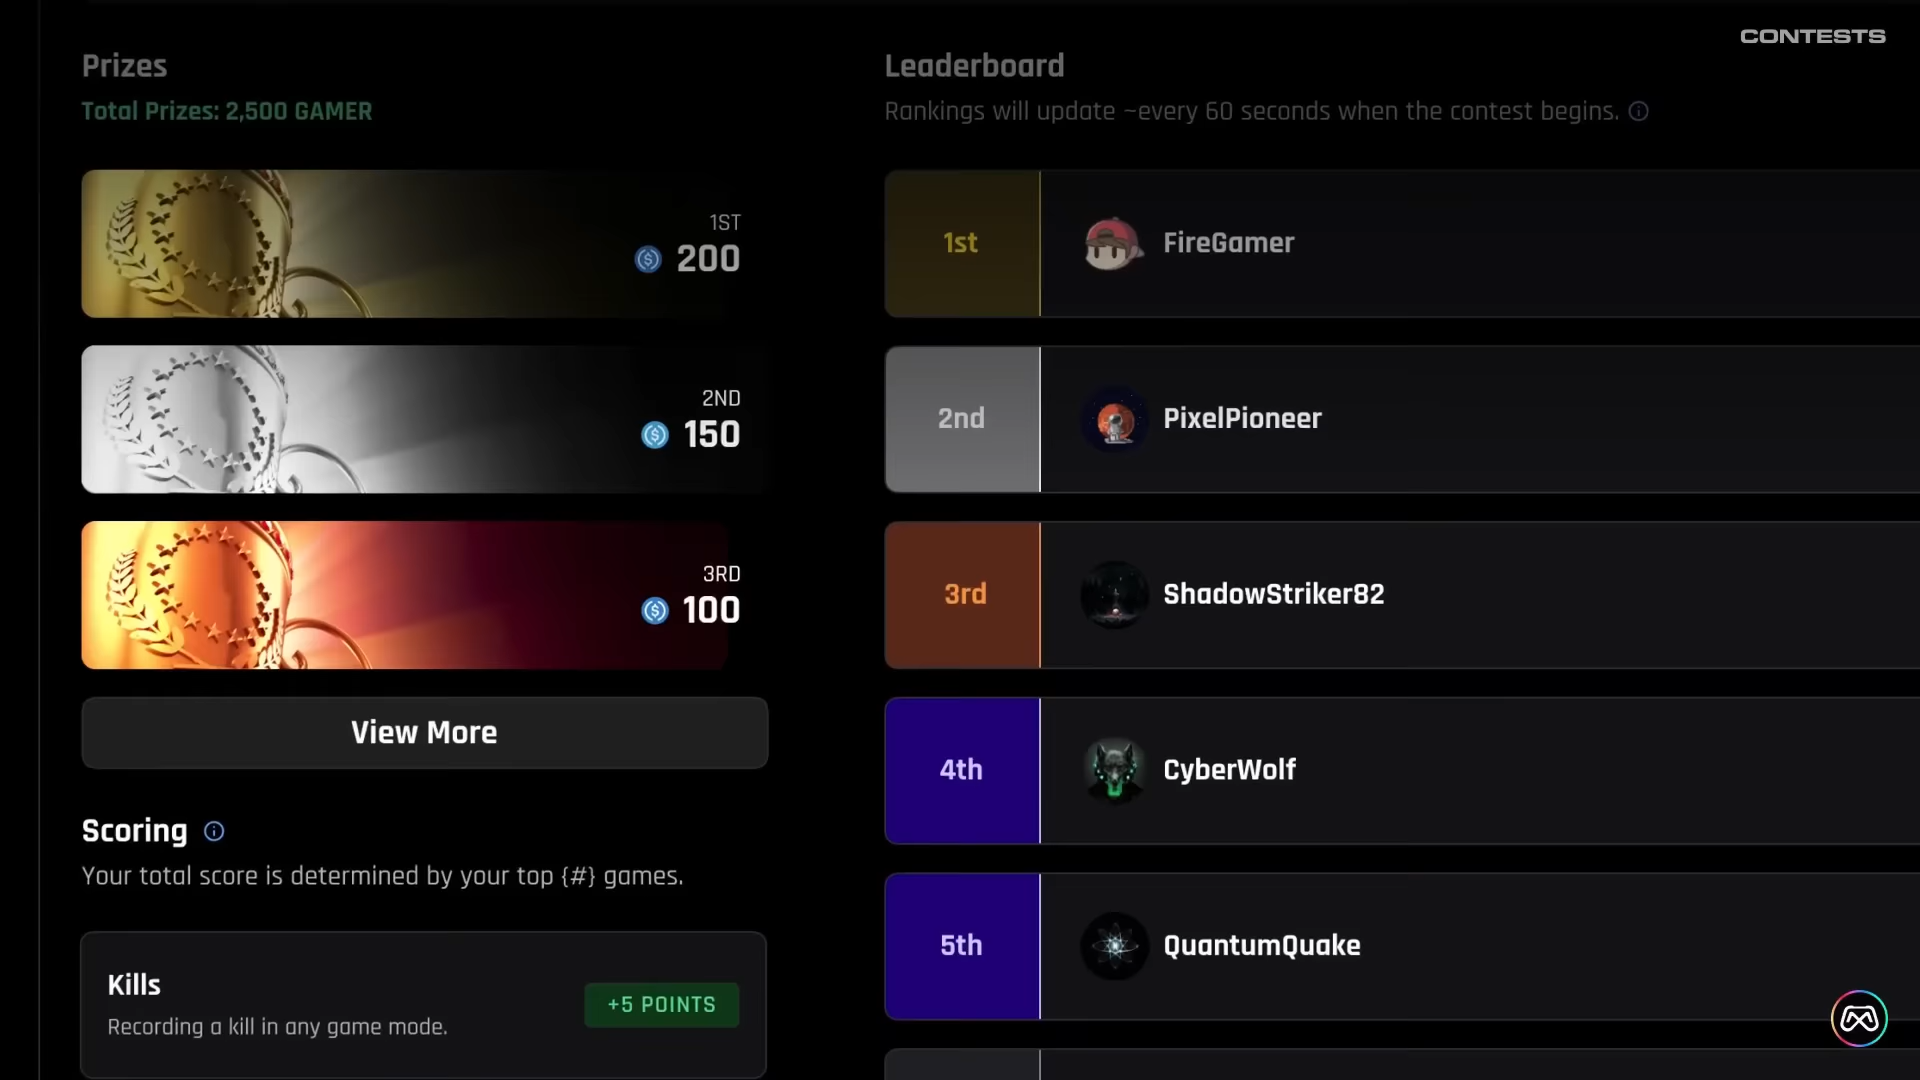 CONTESTS
Prizes
Total Prizes: 2,500 GAMER
1ST
200
2ND
150
3RD
100
View More
Scoring
Your total score is determined by your top {#} games.
Kills
Recording a kill in any game mode.
+5 POINTS
Leaderboard
Rankings will update ~every 60 seconds when the contest begins.
1st
FireGamer
2nd
PixelPioneer
3rd
ShadowStriker82
4th
CyberWolf
5th
QuantumQuake